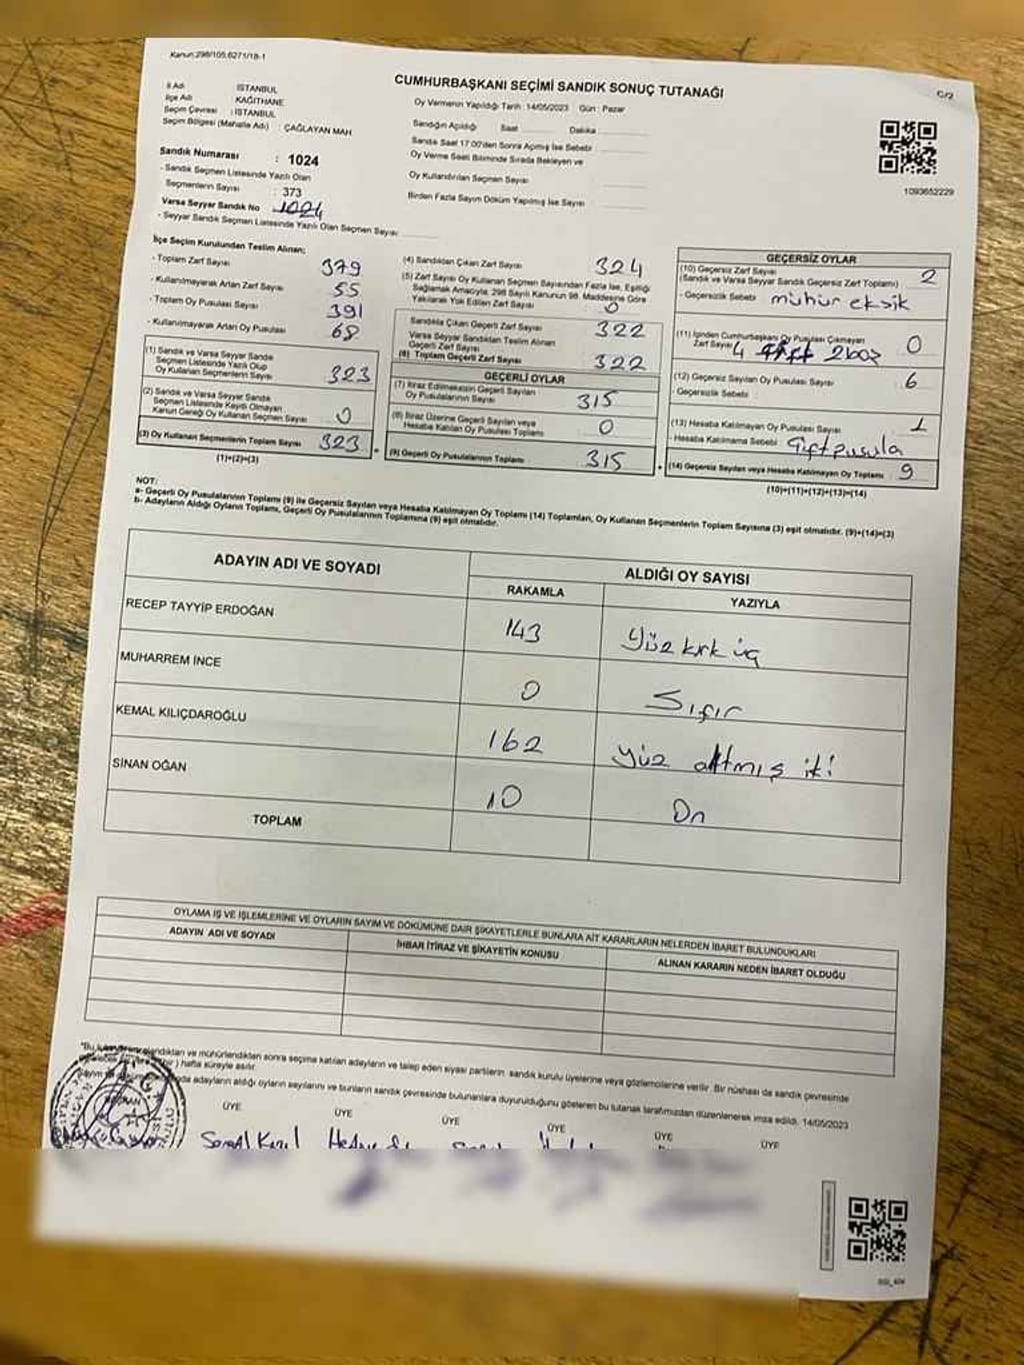 Kanun:298/105,6271/18-1
CUMHURBAŞKANI SEÇİMİ SANDIK SONUÇ TUTANAĞI
C/2
İl Adı : İSTANBUL
İlçe Adı : KAĞITHANE
Seçim Çevresi : İSTANBUL
Seçim Bölgesi (Mahalle Adı) : ÇAĞLAYAN MAH
Sandık Numarası : 1024
- Sandık Seçmen Listesinde Yazılı Olan
Seçmenlerin Sayısı : 373
Varsa Seyyar Sandık No 1024
- Seyyar Sandık Seçmen Listesinde Yazılı Olan Seçmen Sayısı
Oy Vermenin Yapıldığı Tarih : 14/05/2023 Gün : Pazar
Sandığın Açıldığı Saat Dakika
Sandık Saat 17.00'den Sonra Açılmış İse Sebebi
Oy Verme Saati Bitiminde Sırada Bekleyen ve
Oy Kullandırılan Seçmen Sayısı
Birden Fazla Sayım Döküm Yapılmış İse Sayısı
1093652229
İlçe Seçim Kurulundan Teslim Alınan;
- Toplam Zarf Sayısı 379
- Kullanılmayarak Artan Zarf Sayısı 55
- Toplam Oy Pusulası Sayısı 391
- Kullanılmayarak Artan Oy Pusulası 68
(1) Sandık ve Varsa Seyyar Sandık
Seçmen Listesinde Yazılı Olup
Oy Kullanan Seçmenlerin Sayısı 323
(2) Sandık ve Varsa Seyyar Sandık
Seçmen Listesinde Kayıtlı Olmayan
Kanun Gereği Oy Kullanan Seçmen Sayısı 0
(3) Oy Kullanan Seçmenlerin Toplam Sayısı 323
(1)+(2)=(3)
(4) Sandıktan Çıkan Zarf Sayısı 324
(5) Zarf Sayısı Oy Kullanan Seçmen Sayısından Fazla İse, Eşitliği
Sağlamak Amacıyla; 298 Sayılı Kanunun 98. Maddesine Göre
Yakılarak Yok Edilen Zarf Sayısı 0
Sandıkta Çıkan Geçerli Zarf Sayısı 322
Varsa Seyyar Sandıktan Teslim Alınan
Geçerli Zarf Sayısı
(6) Toplam Geçerli Zarf Sayısı 322
GEÇERLİ OYLAR
(7) İtiraz Edilmeksizin Geçerli Sayılan
Oy Pusulalarının Sayısı 315
(8) İtiraz Üzerine Geçerli Sayılan veya
Hesaba Katılan Oy Pusulası Toplamı 0
(9) Geçerli Oy Pusulalarının Toplamı 315
GEÇERSİZ OYLAR
(10) Geçersiz Zarf Sayısı 2
(Sandık ve Varsa Seyyar Sandık Geçersiz Zarf Toplamı)
- Geçersizlik Sebebi mühür eksik
(11) İçinden Cumhurbaşkanı Oy Pusulası Çıkmayan
Zarf Sayısı 4 2 boş 0
(12) Geçersiz Sayılan Oy Pusulası Sayısı 6
- Geçersizlik Sebebi :
(13) Hesaba Katılmayan Oy Pusulası Sayısı 1
- Hesaba Katılmama Sebebi Çift pusula
(14) Geçersiz Sayılan veya Hesaba Katılmayan Oy Toplamı 9
(10)+(11)+(12)+(13)=(14)
NOT:
a- Geçerli Oy Pusulalarının Toplamı (9) ile Geçersiz Sayılan veya Hesaba Katılmayan Oy Toplamı (14) Toplamları, Oy Kullanan Seçmenlerin Toplam Sayısına (3) eşit olmalıdır. (9)+(14)=(3)
b- Adayların Aldığı Oyların Toplamı, Geçerli Oy Pusulalarının Toplamına (9) eşit olmalıdır.
ADAYIN ADI VE SOYADI
ALDIĞI OY SAYISI
RAKAMLA YAZIYLA
RECEP TAYYİP ERDOĞAN 143 Yüz kırk üç
MUHARREM İNCE 0 Sıfır
KEMAL KILIÇDAROĞLU 162 Yüz altmış iki
SİNAN OĞAN 10 On
TOPLAM
OYLAMA İŞ VE İŞLEMLERİNE VE OYLARIN SAYIM VE DÖKÜMÜNE DAİR ŞİKAYETLERLE BUNLARA AİT KARARLARIN NELERDEN İBARET BULUNDUKLARI
ADAYIN ADI VE SOYADI
İHBAR İTİRAZ VE ŞİKAYETİN KONUSU
ALINAN KARARIN NEDEN İBARET OLDUĞU
ve mühürlendikten sonra seçime katılan adayların ve talep eden siyasi partilerin sandık kurulu üyelerine veya gözlemcilerine verilir. Bir nüshası da sandık çevresinde
hafta süreyle asılır.
adayların aldığı oyların sayılarını ve bunların sandık çevresinde bulunanlara duyurulduğunu gösteren bu tutanak tarafımızdan düzenlenerek imza edildi. 14/05/2023
ÜYE ÜYE ÜYE ÜYE ÜYE ÜYE